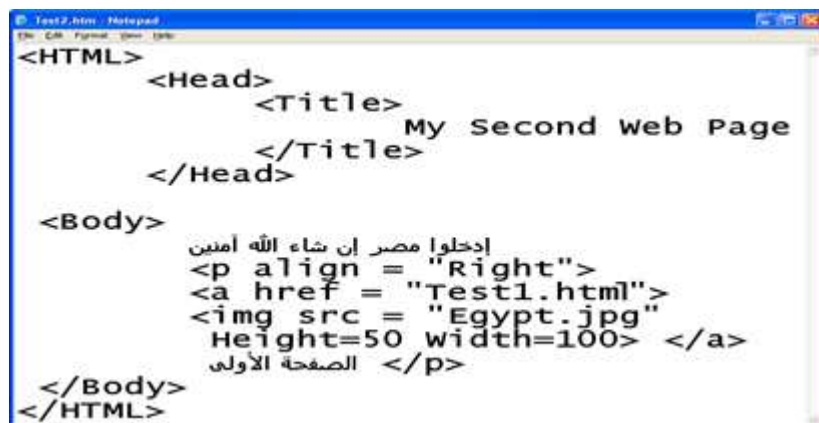 Test2.htm - Notepad
File Edit Format View Help
<HTML>
<Head>
<Title>
My Second Web Page
</Title>
</Head>
<Body>
إدخلوا مصر إن شاء الله آمنين
<p align = "Right">
<a href = "Test1.html">
<img src = "Egypt.jpg"
Height=50 Width=100> </a>
الصفحة الأولى </p>
</Body>
</HTML>